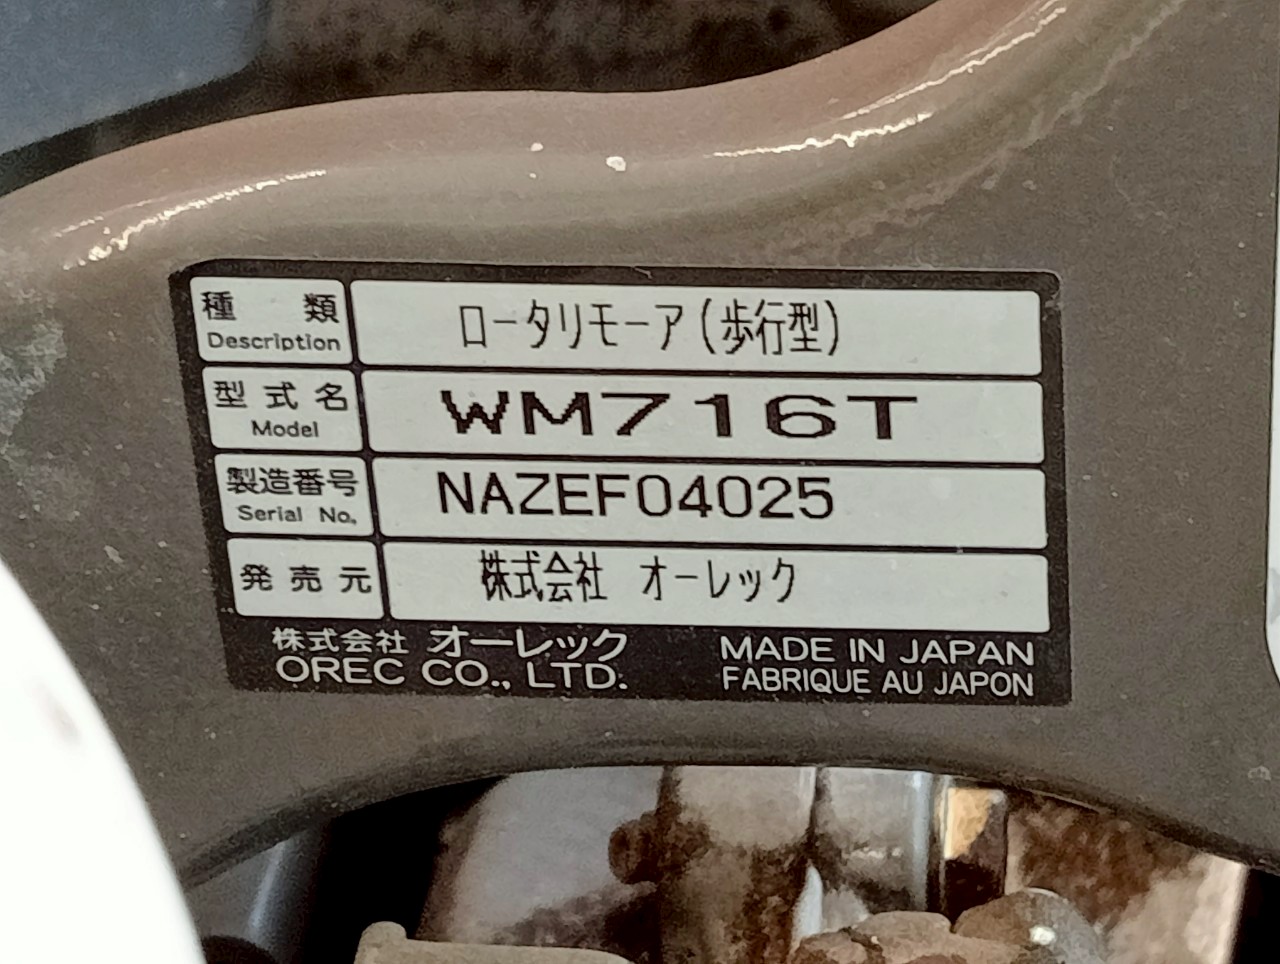 種 類 ロータリモーア(歩行型)
Description
型 式 名 WM716T
Model
製造番号 NAZEF04025
Serial No.
発 売 元 株式会社 オーレック
株式会社 オーレック
OREC CO., LTD.
MADE IN JAPAN
FABRIQUE AU JAPON